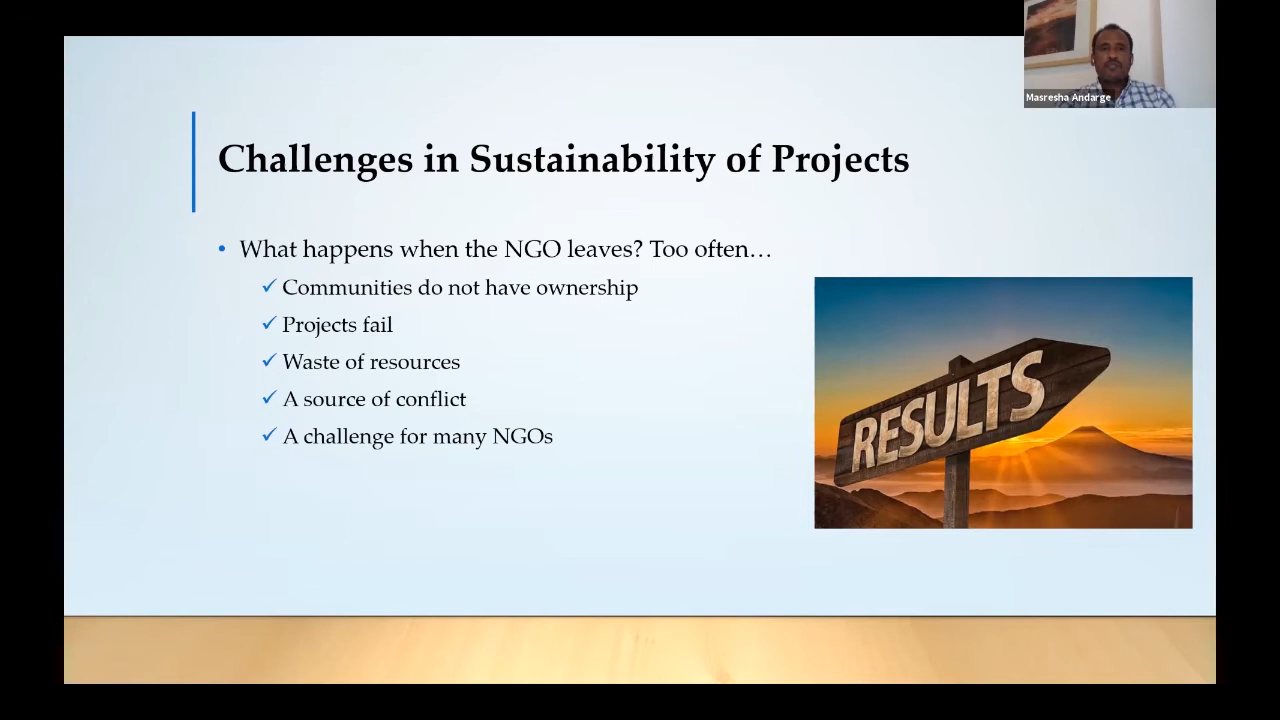 Masresha Andarge
Challenges in Sustainability of Projects
• What happens when the NGO leaves? Too often…
✓ Communities do not have ownership
✓ Projects fail
✓ Waste of resources
✓ A source of conflict
✓ A challenge for many NGOs
RESULTS